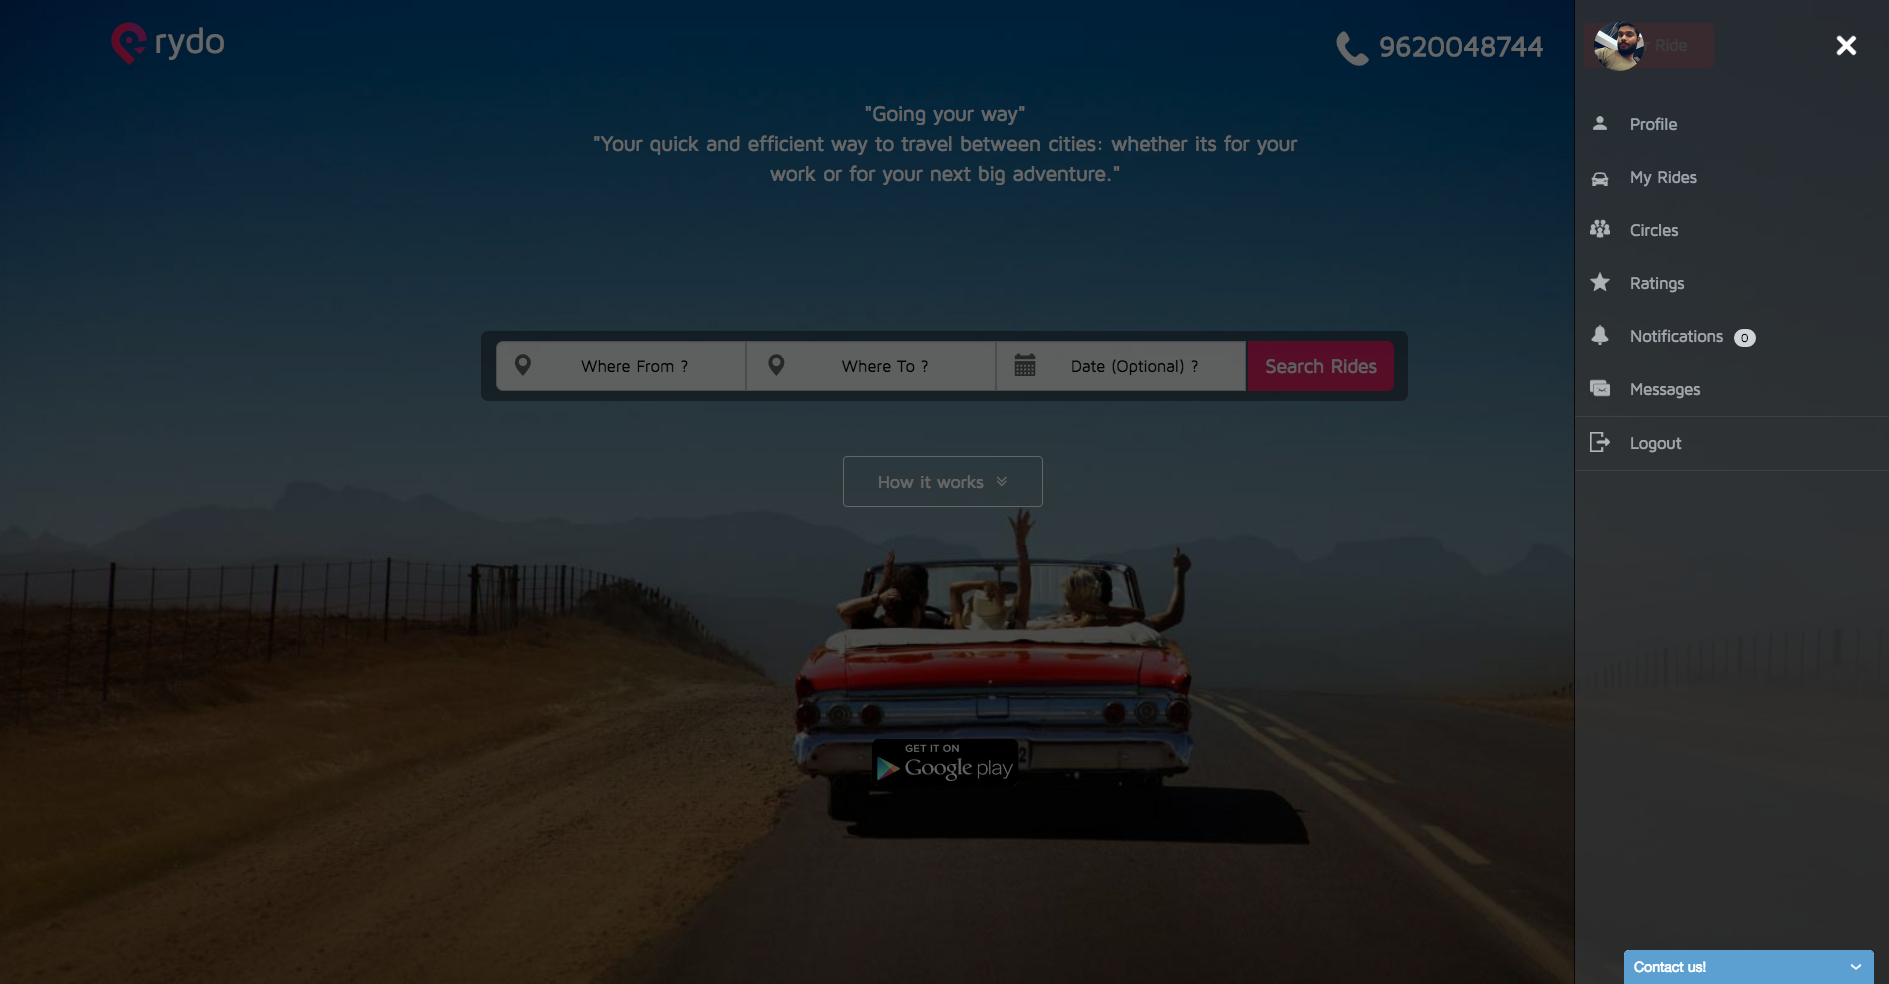 rydo
9620048744
Ride
"Going your way"
"Your quick and efficient way to travel between cities: whether its for your
work or for your next big adventure."
Where From ?
Where To ?
Date (Optional) ?
Search Rides
How it works
GET IT ON
Google play
Profile
My Rides
Circles
Ratings
Notifications 0
Messages
Logout
Contact us!